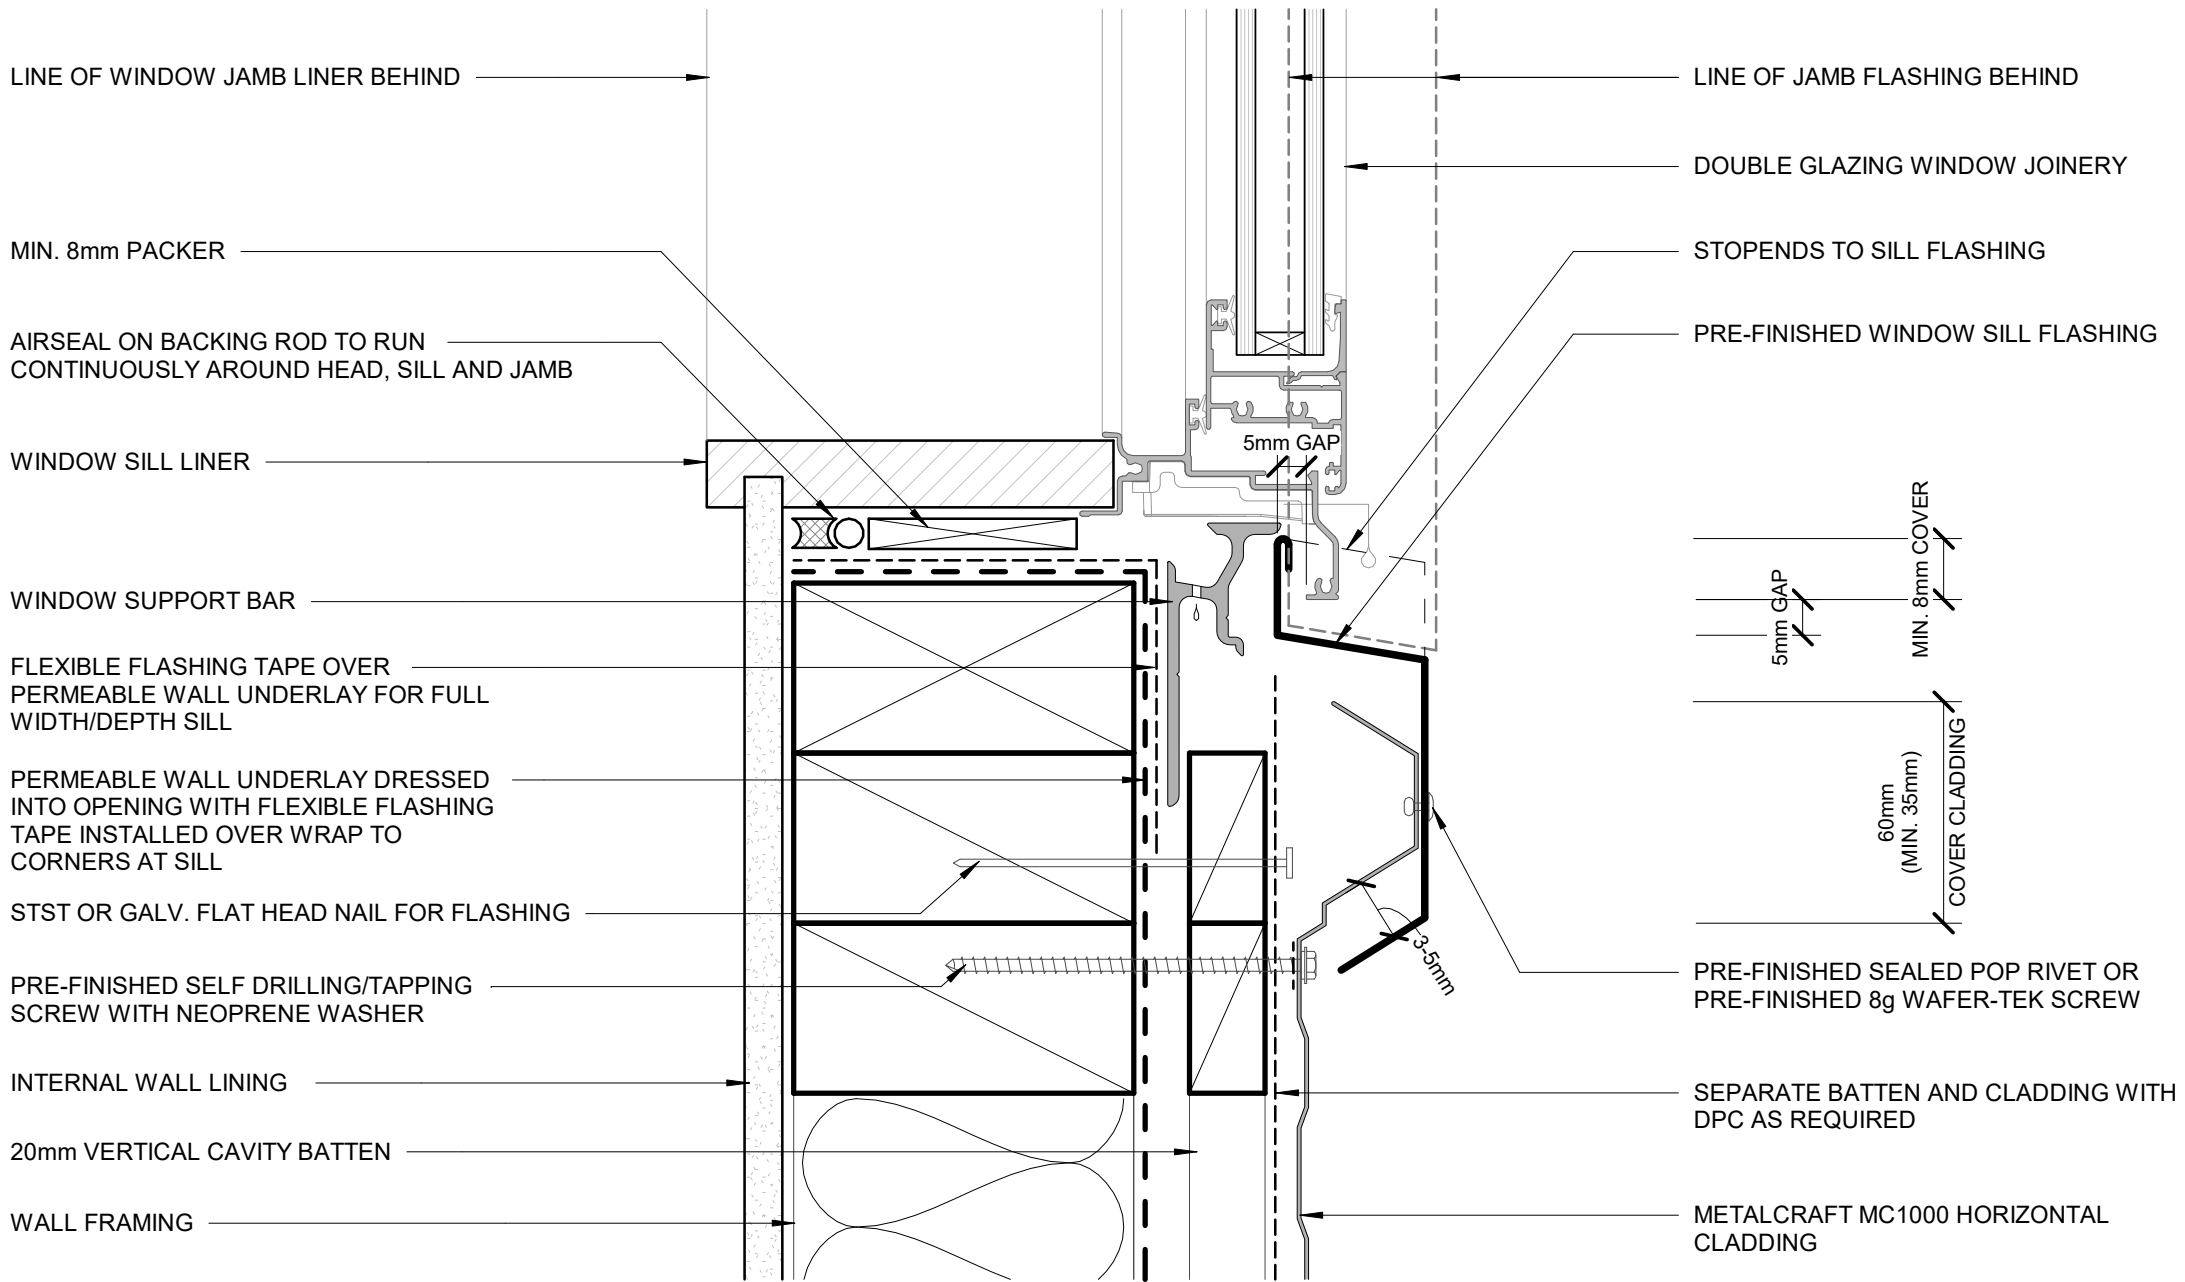 LINE OF WINDOW JAMB LINER BEHIND
MIN. 8mm PACKER
AIRSEAL ON BACKING ROD TO RUN
CONTINUOUSLY AROUND HEAD, SILL AND JAMB
WINDOW SILL LINER
WINDOW SUPPORT BAR
FLEXIBLE FLASHING TAPE OVER
PERMEABLE WALL UNDERLAY FOR FULL
WIDTH/DEPTH SILL
PERMEABLE WALL UNDERLAY DRESSED
INTO OPENING WITH FLEXIBLE FLASHING
TAPE INSTALLED OVER WRAP TO
CORNERS AT SILL
STST OR GALV. FLAT HEAD NAIL FOR FLASHING
PRE-FINISHED SELF DRILLING/TAPPING
SCREW WITH NEOPRENE WASHER
INTERNAL WALL LINING
20mm VERTICAL CAVITY BATTEN
WALL FRAMING
5mm GAP
3-5mm
LINE OF JAMB FLASHING BEHIND
DOUBLE GLAZING WINDOW JOINERY
STOPENDS TO SILL FLASHING
PRE-FINISHED WINDOW SILL FLASHING
5mm GAP
MIN. 8mm COVER
60mm
(MIN. 35mm)
COVER CLADDING
PRE-FINISHED SEALED POP RIVET OR
PRE-FINISHED 8g WAFER-TEK SCREW
SEPARATE BATTEN AND CLADDING WITH
DPC AS REQUIRED
METALCRAFT MC1000 HORIZONTAL
CLADDING